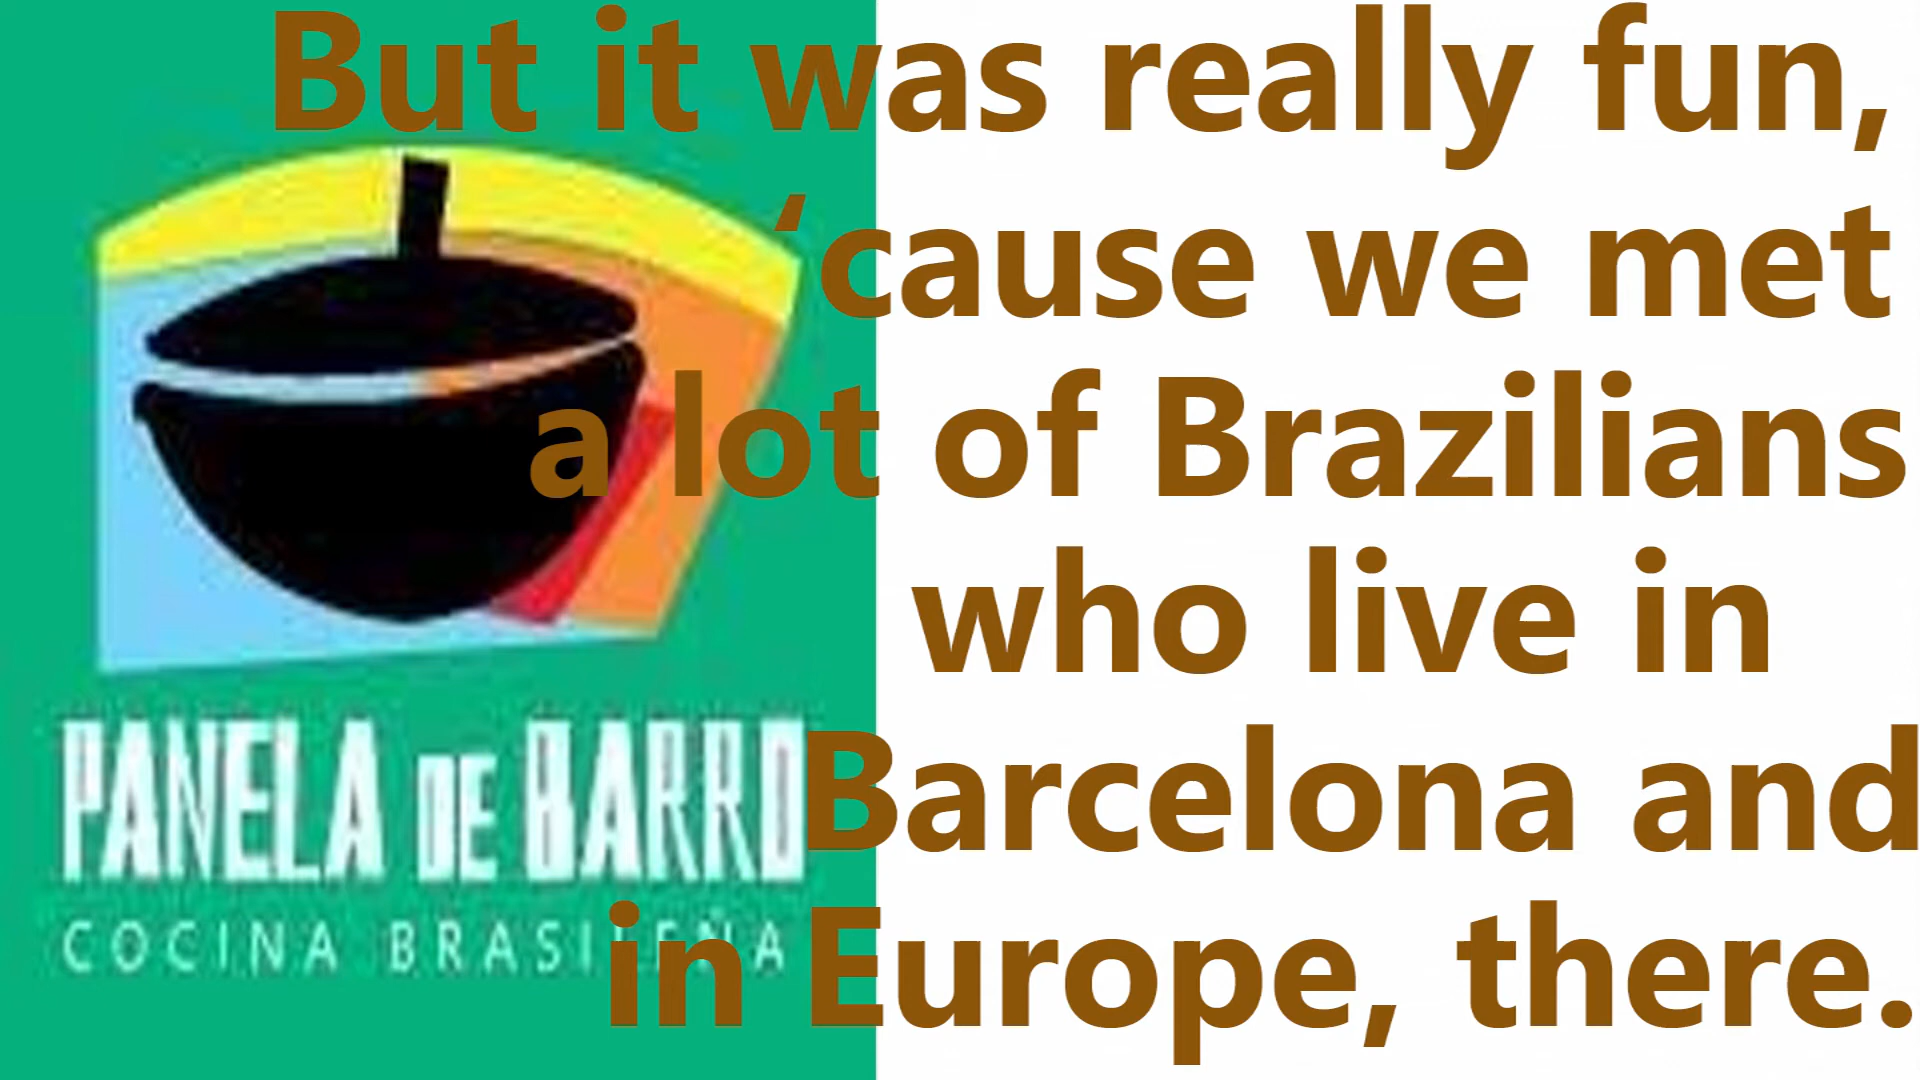 But it was really fun,
‘cause we met
a lot of Brazilians
who live in
Barcelona and
in Europe, there.
PANELA DE BARRO
COCINA BRASILEÑA